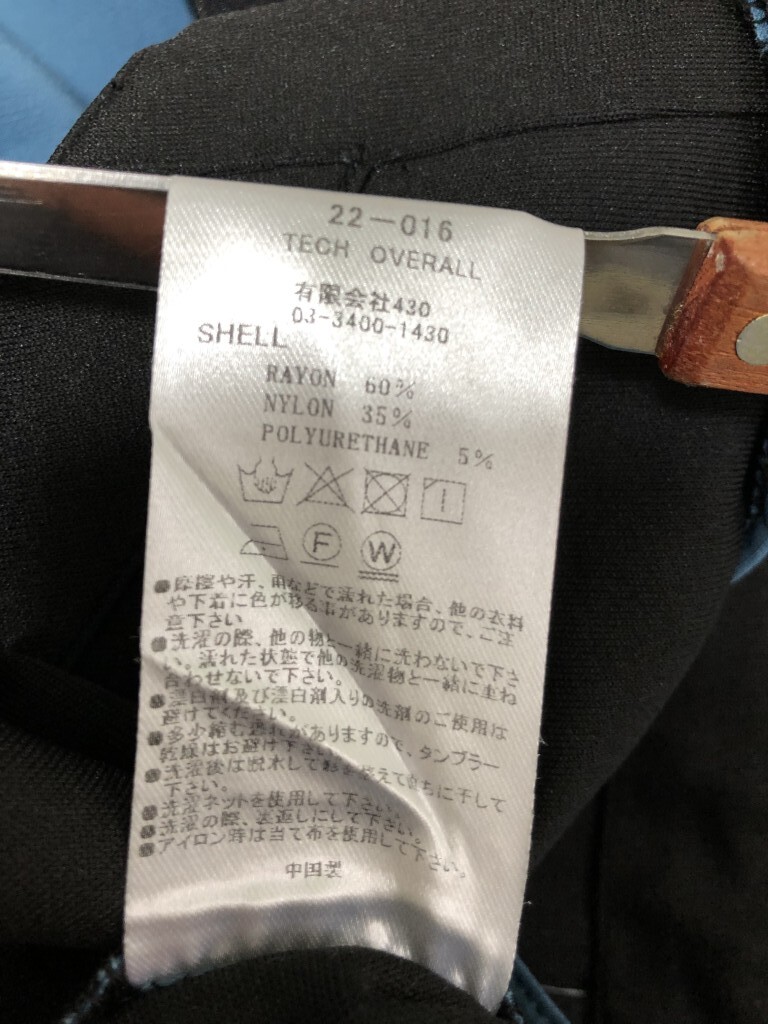 22-016
TECH OVERALL
有限会社430
03-3400-1430
SHELL
RAYON 60%
NYLON 35%
POLYURETHANE 5%
F W
●摩擦や汗、雨などで濡れた場合、他の衣料
や下着に色が移る事がありますので、ご注
意下さい
●洗濯の際、他の物と一緒に洗わないで下さ
い。濡れた状態で他の洗濯物と一緒に重ね
合わせないで下さい。
●漂白剤及び漂白剤入りの洗剤のご使用は
避けてください。
●多少縮む恐れがありますので、タンブラー
乾燥はお避け下さい。
●洗濯後は脱水して形を整えて直ちに干して
下さい。
●洗濯ネットを使用して下さい。
●洗濯の際、裏返しにして下さい。
●アイロン時は当て布を使用して下さい。
中国製